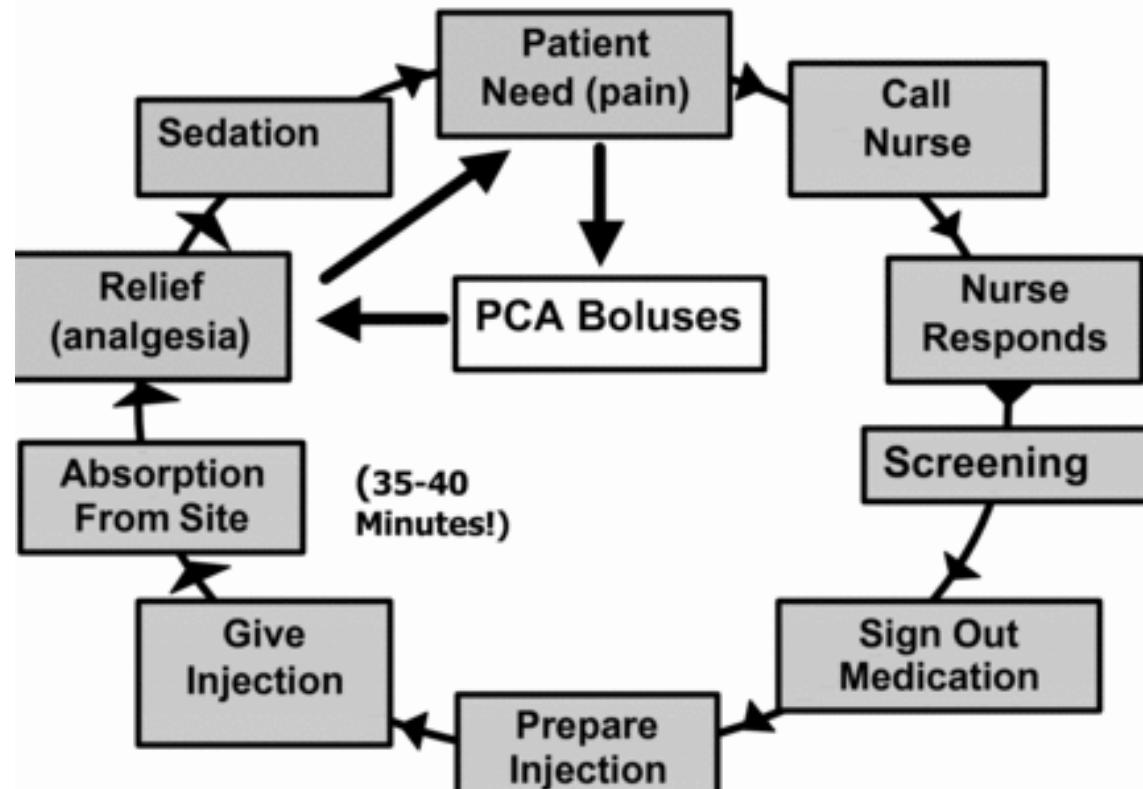 Patient
Need (pain)
Call
Nurse
Nurse
Responds
Screening
Sign Out
Medication
Prepare
Injection
Give
Injection
Absorption
From Site
(35-40
Minutes!)
Relief
(analgesia)
Sedation
PCA Boluses